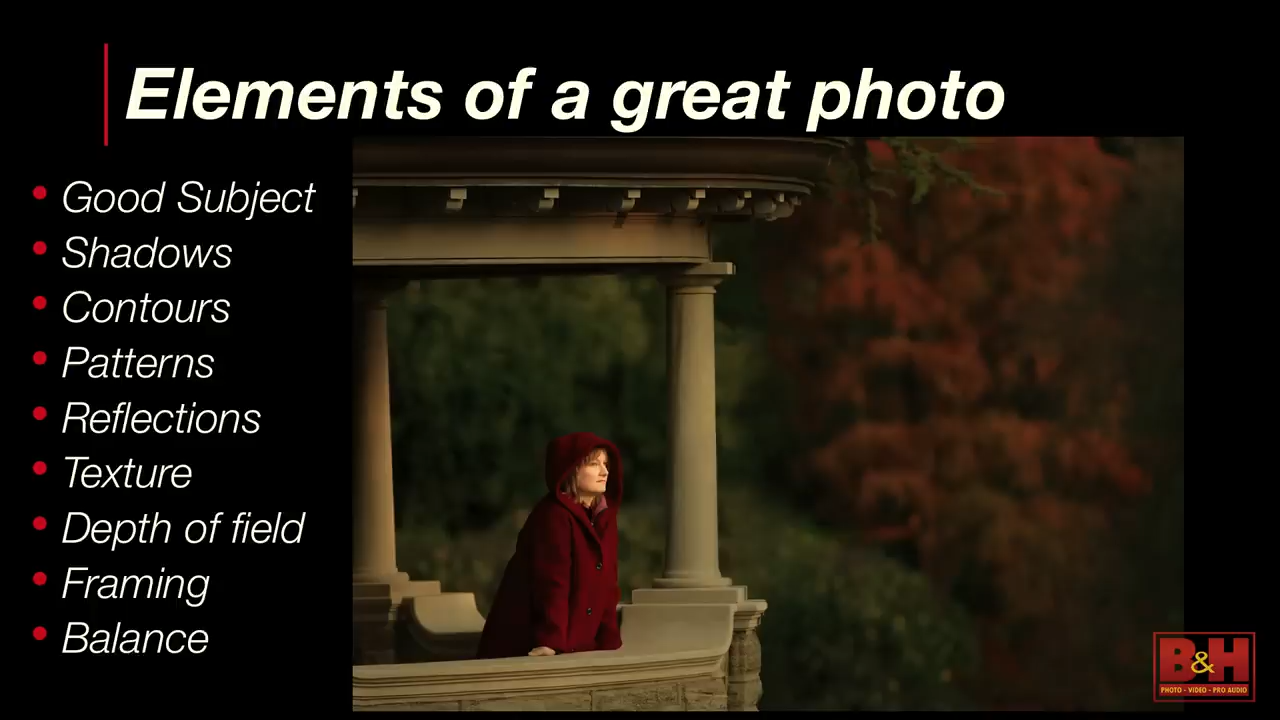 Elements of a great photo
• Good Subject
• Shadows
• Contours
• Patterns
• Reflections
• Texture
• Depth of field
• Framing
• Balance
B&H
PHOTO - VIDEO - PRO AUDIO